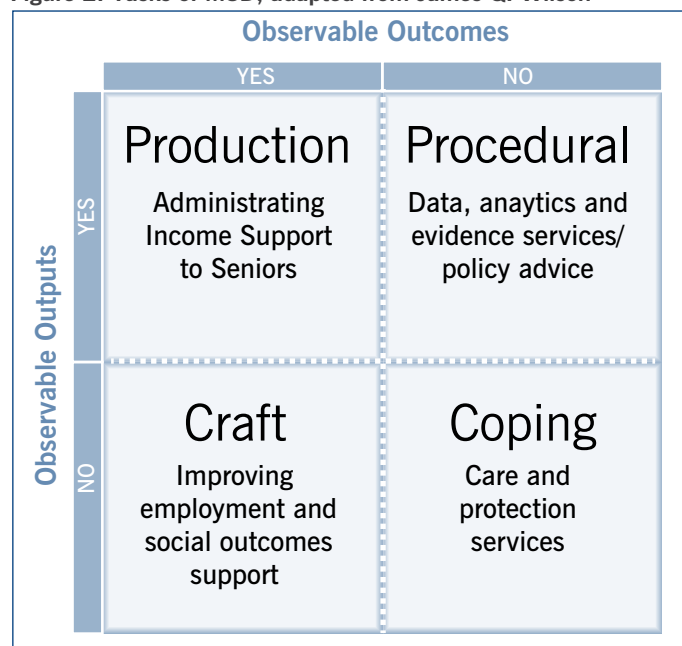 Observable Outcomes
YES
NO
Observable Outputs
YES
Production
Administrating
Income Support
to Seniors
Procedural
Data, anaytics and
evidence services/
policy advice
NO
Craft
Improving
employment and
social outcomes
support
Coping
Care and
protection
services